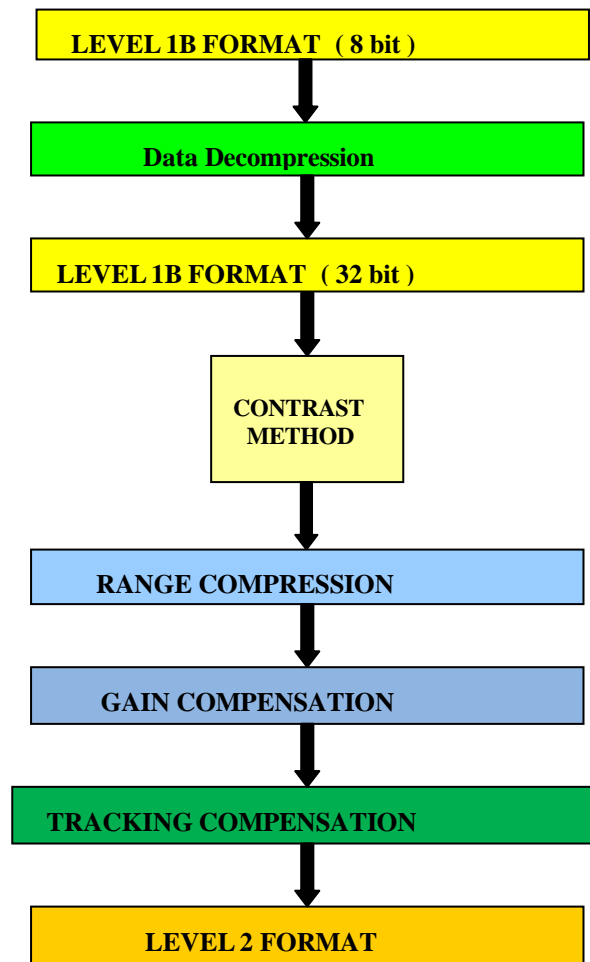 LEVEL 1B FORMAT ( 8 bit )
Data Decompression
LEVEL 1B FORMAT ( 32 bit )
CONTRAST
METHOD
RANGE COMPRESSION
GAIN COMPENSATION
TRACKING COMPENSATION
LEVEL 2 FORMAT